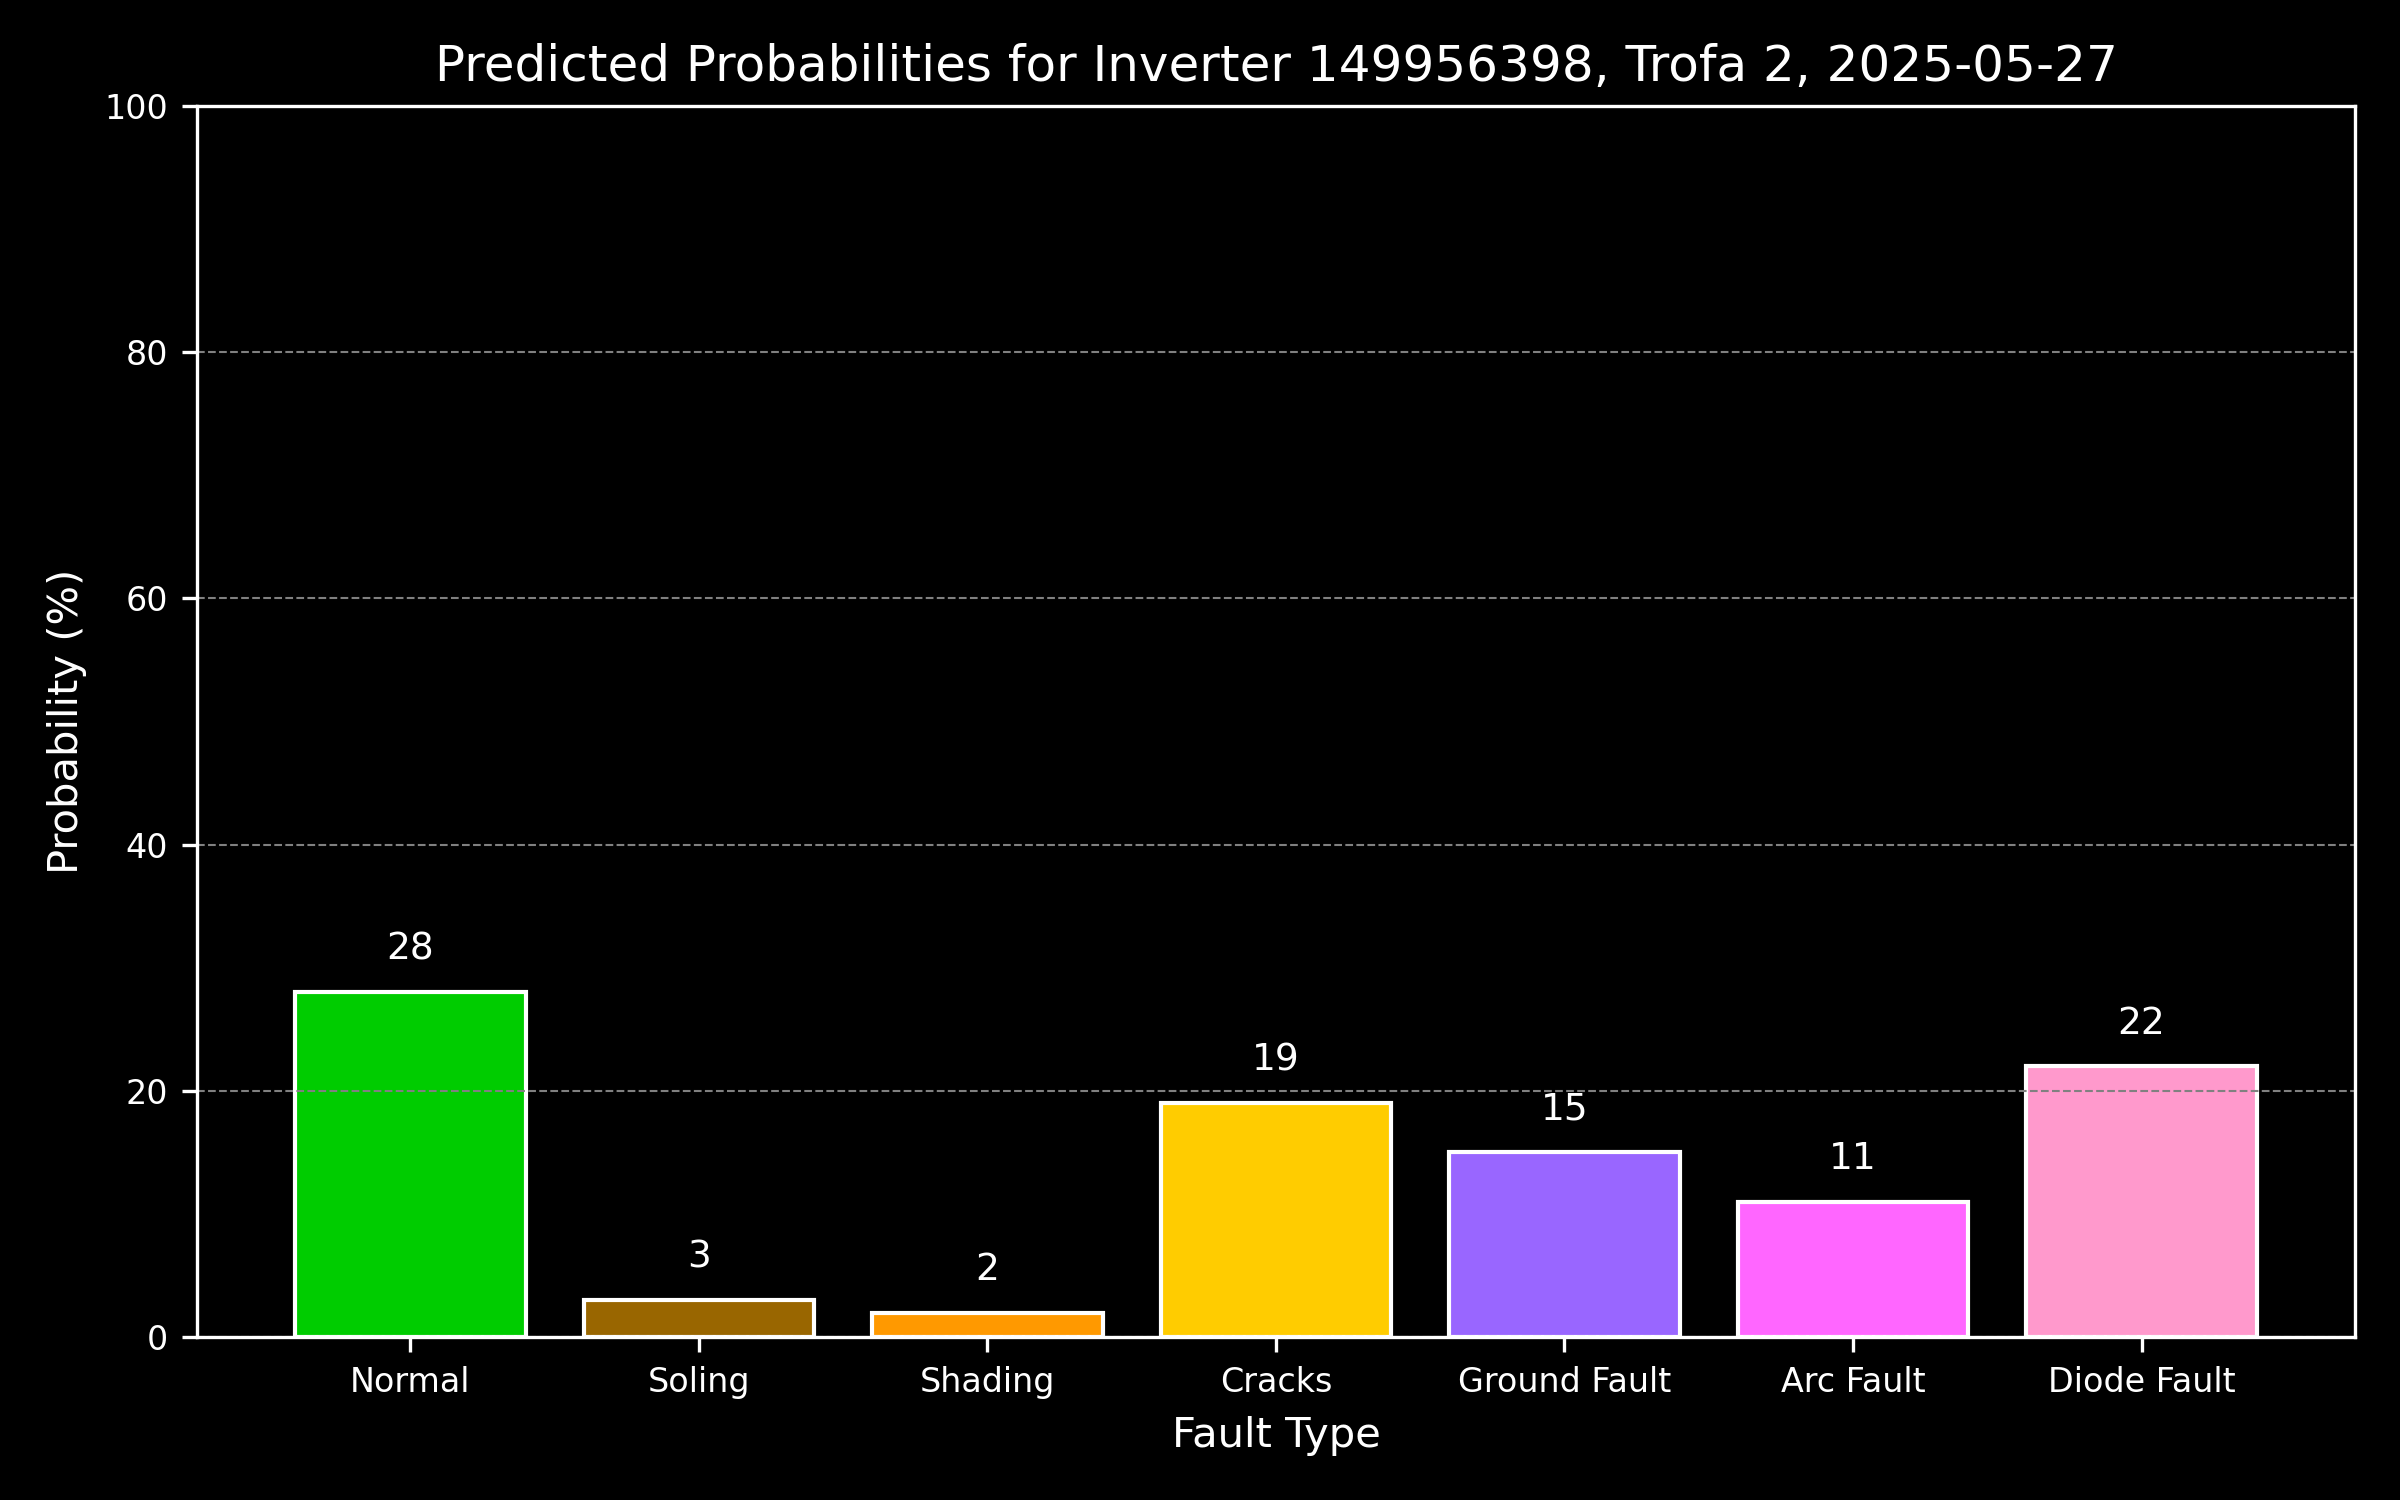 Predicted Probabilities for Inverter 149956398, Trofa 2, 2025-05-27
Probability (%)
100
80
60
40
20
0
28
3
2
19
15
11
22
Normal
Soling
Shading
Cracks
Ground Fault
Arc Fault
Diode Fault
Fault Type